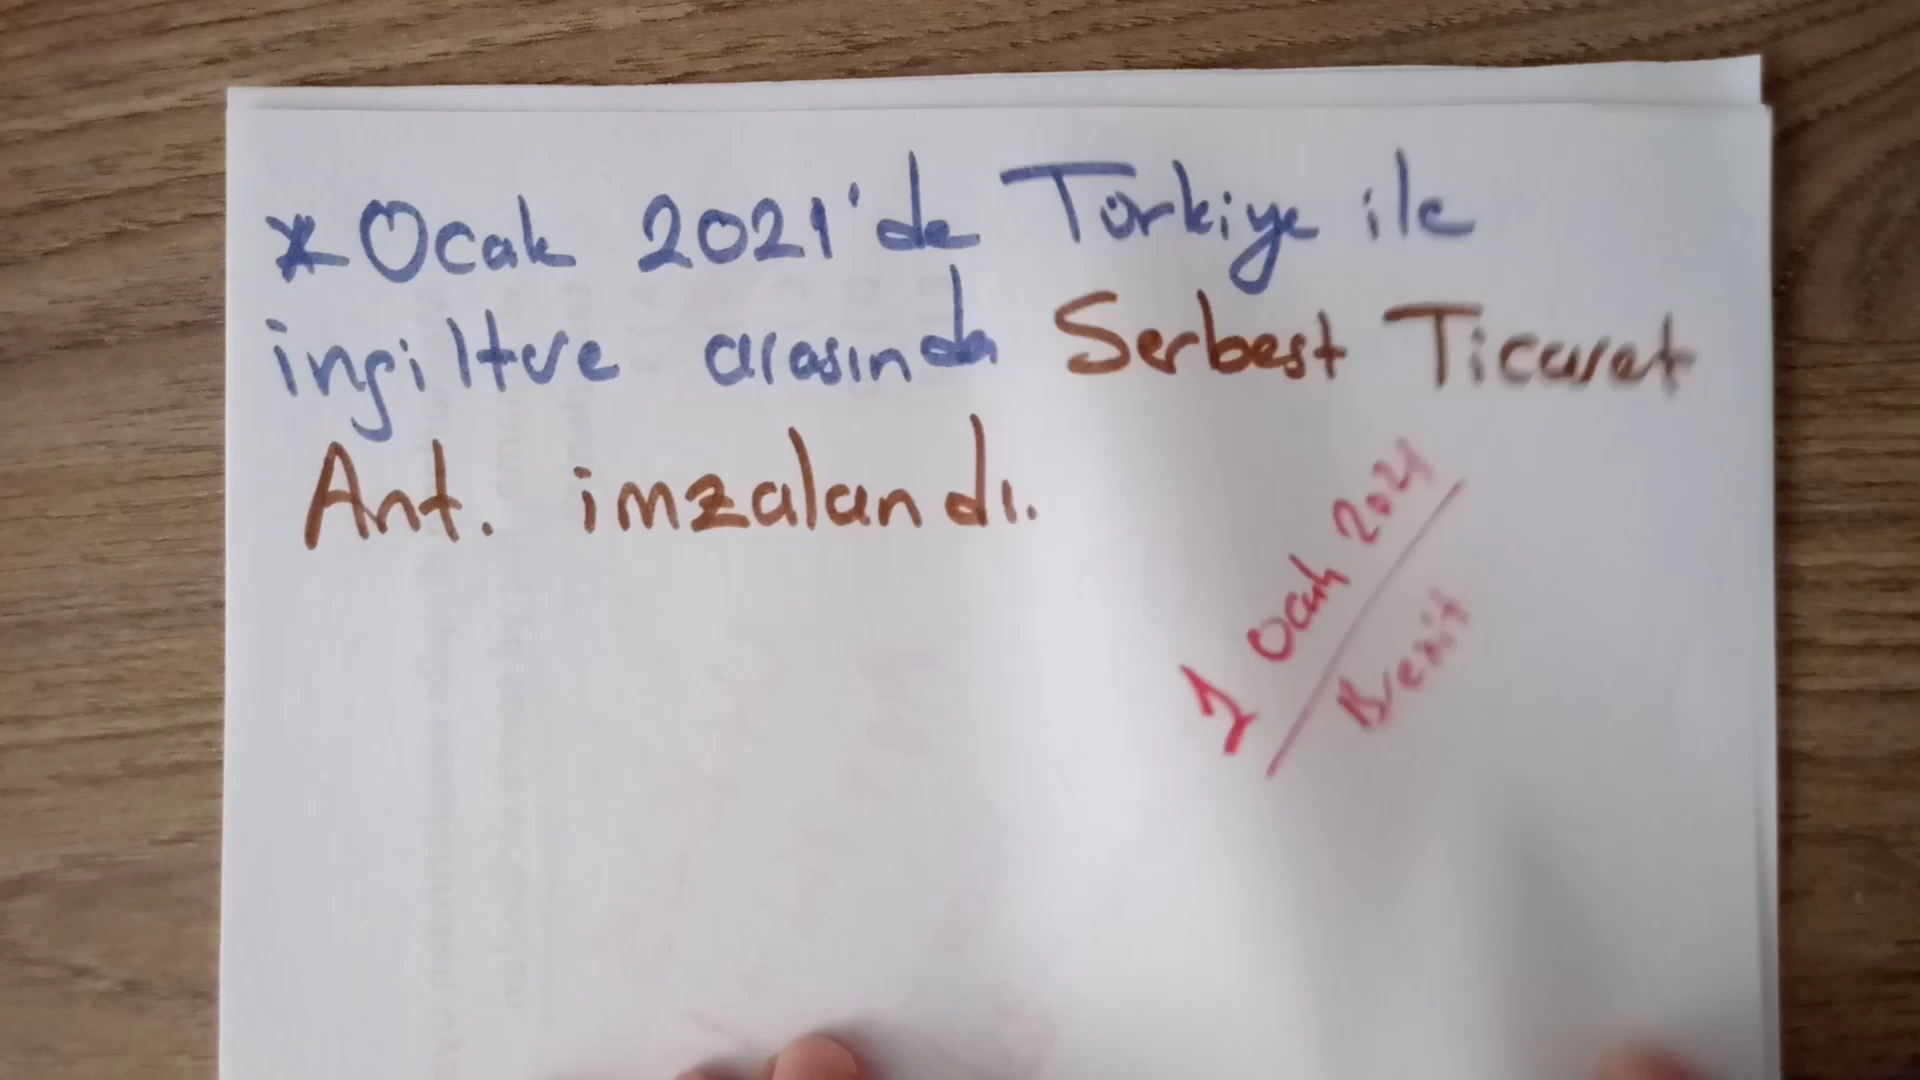 *Ocak 2021'de Türkiye ile
ingiltere arasında Serbest Ticaret
Ant. imzalandı.
1 Ocak 2021
Brexit